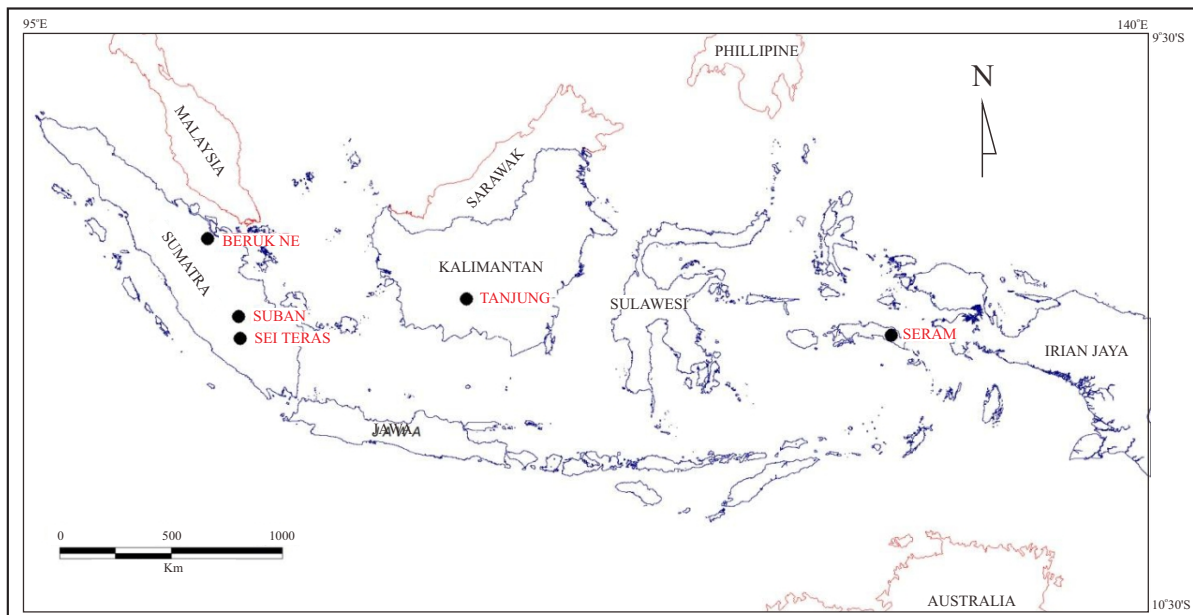 95°E
140°E
9°30'S
PHILLIPINE
N
MALAYSIA
SARAWAK
SUMATRA
BERUK NE
KALIMANTAN
TANJUNG
SULAWESI
SUBAN
SEI TERAS
SERAM
IRIAN JAYA
JAWA
0 500 1000
Km
AUSTRALIA
10°30'S